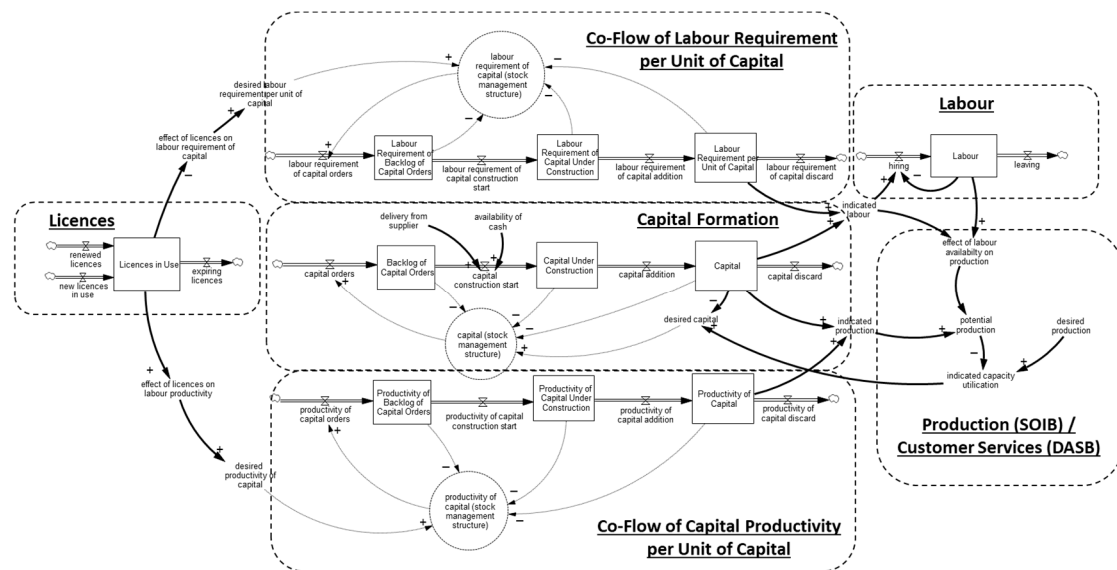 Co-Flow of Labour Requirement
per Unit of Capital
labour
requirement of
capital (stock
management
structure)
desired labour
requirement per unit of
capital
effect of licences on
labour requirement of
capital
labour requirement
of capital orders
Labour
Requirement of
Backlog of Capital
Orders
labour requirement of
capital construction
start
Labour
Requirement of
Capital Under
Construction
labour requirement
of capital addition
Labour
Requirement per
Unit of Capital
labour requirement
of capital discard
Labour
hiring
Labour
leaving
indicated
labour
Licences
renewed
licences
new licences
in use
Licences in Use
expiring
licences
Capital Formation
delivery from
supplier
availability of
cash
capital orders
Backlog of
Capital Orders
capital
construction start
Capital Under
Construction
capital addition
Capital
capital discard
desired capital
capital (stock
management
structure)
indicated
production
effect of labour
availabilty on
production
potential
production
desired
production
indicated capacity
utilication
Production (SOIB) /
Customer Services (DASB)
effect of licences on
labour productivity
desired
productivity of
capital
productivity of
capital orders
Productivity of
Backlog of
Capital Orders
productivity of capital
construction start
Productivity of
Capital Under
Construction
productivity of
capital addition
Productivity of
Capital
productivity of
capital discard
productivity of
capital (stock
management
structure)
Co-Flow of Capital Productivity
per Unit of Capital